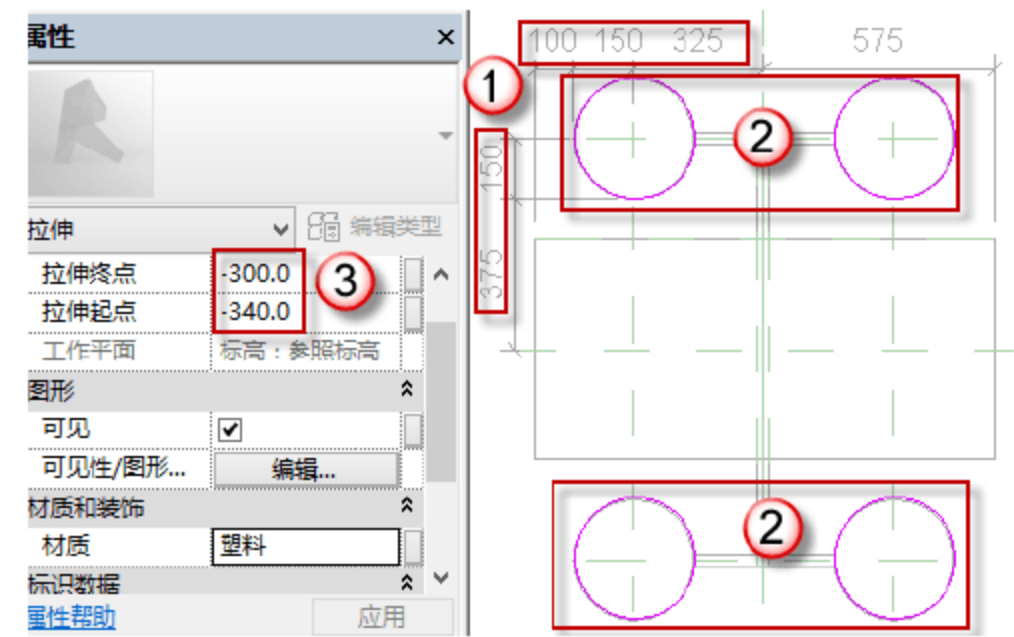 属性 ×
100 150 325 575
1
2
150
拉伸 编辑类型
拉伸终点 -300.0
3
375
拉伸起点 -340.0
工作平面 标高：参照标高
图形
可见
可见性/图形... 编辑...
材质和装饰
2
材质 塑料
标识数据
属性帮助 应用